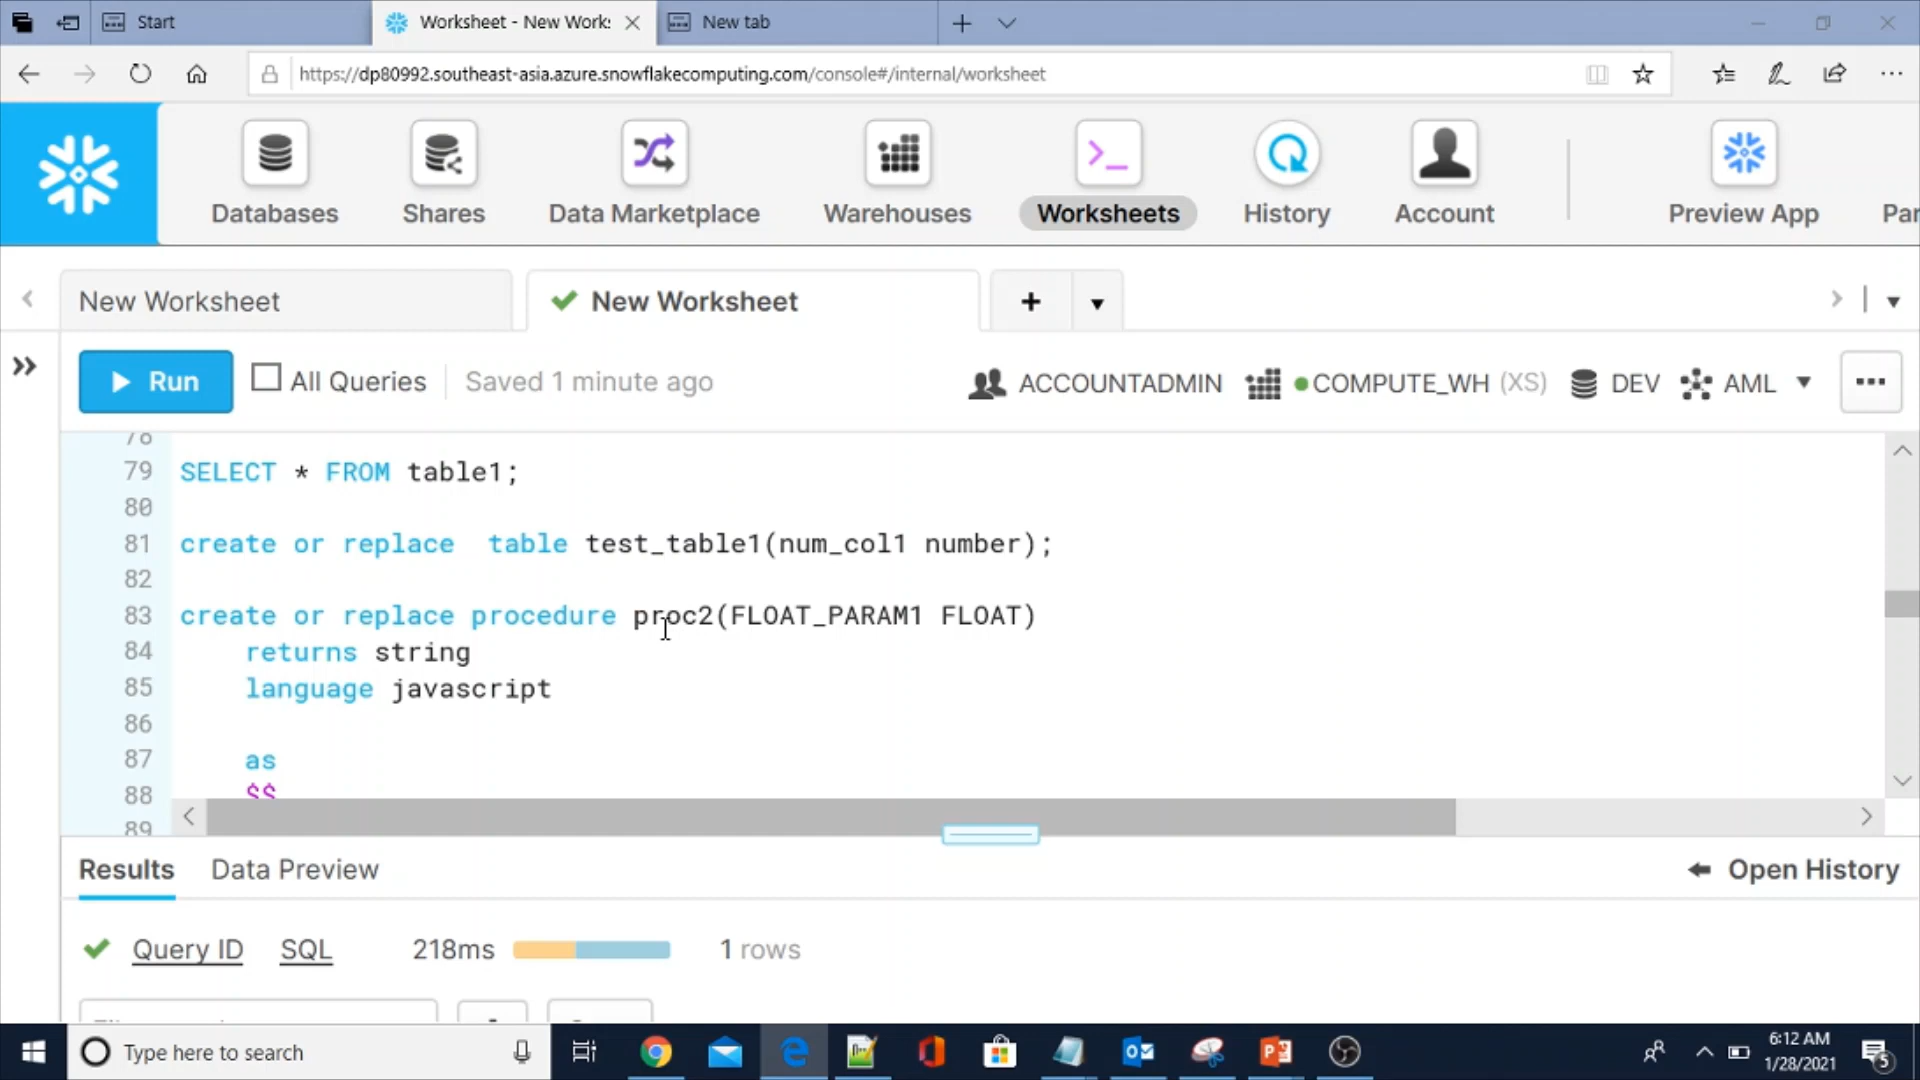 Start
Worksheet - New Work:
New tab
https://dp80992.southeast-asia.azure.snowflakecomputing.com/console#/internal/worksheet
Databases
Shares
Data Marketplace
Warehouses
Worksheets
History
Account
Preview App
Par
New Worksheet
New Worksheet
Run
All Queries
Saved 1 minute ago
ACCOUNTADMIN
COMPUTE_WH (XS)
DEV
AML
78
79 SELECT * FROM table1;
80
81 create or replace  table test_table1(num_col1 number);
82
83 create or replace procedure proc2(FLOAT_PARAM1 FLOAT)
84 returns string
85 language javascript
86
87 as
88 $$
89
Results
Data Preview
Open History
Query ID
SQL
218ms
1 rows
Type here to search
6:12 AM
1/28/2021
5